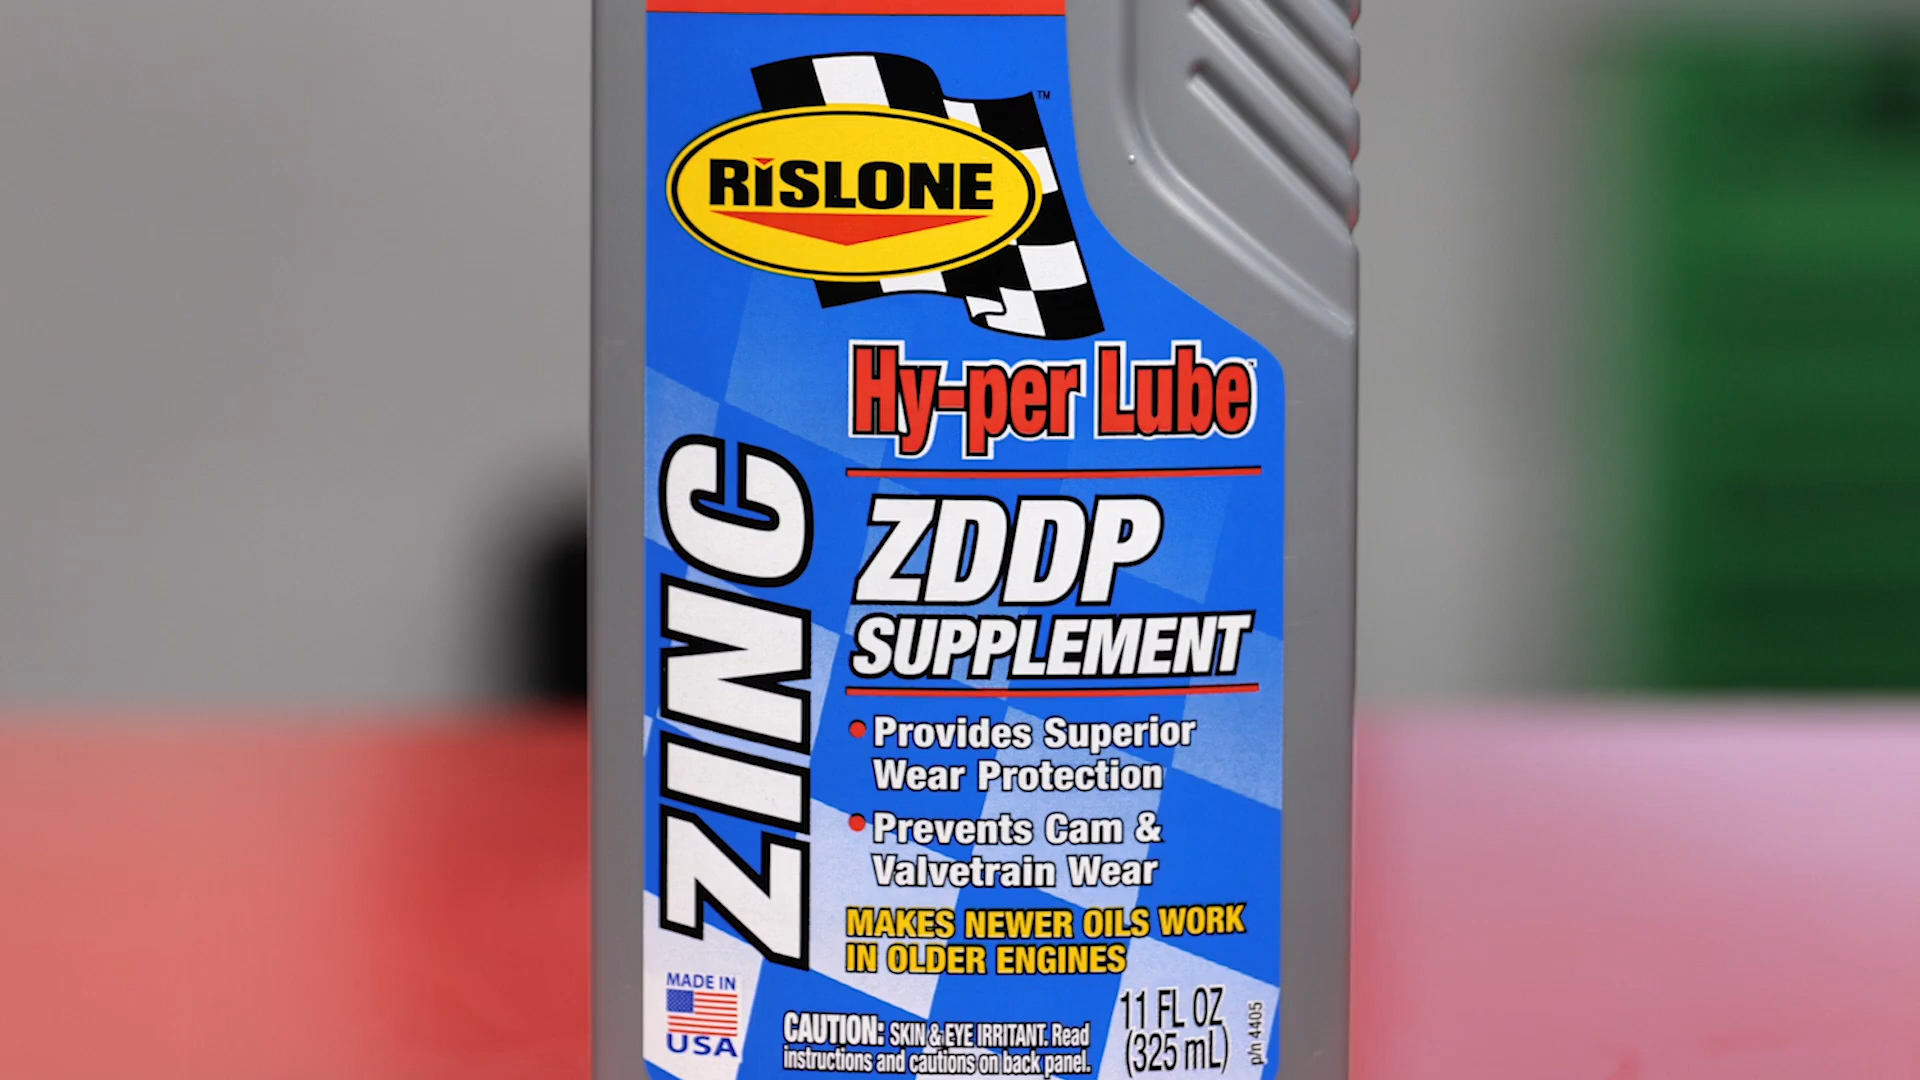 RiSLONE
TM
Hy-per Lube
ZINC
ZDDP
SUPPLEMENT
• Provides Superior
Wear Protection
• Prevents Cam &
Valvetrain Wear
MAKES NEWER OILS WORK
IN OLDER ENGINES
MADE IN
USA
CAUTION: SKIN & EYE IRRITANT. Read
instructions and cautions on back panel.
11 FL OZ
(325 mL)
p/n 4405